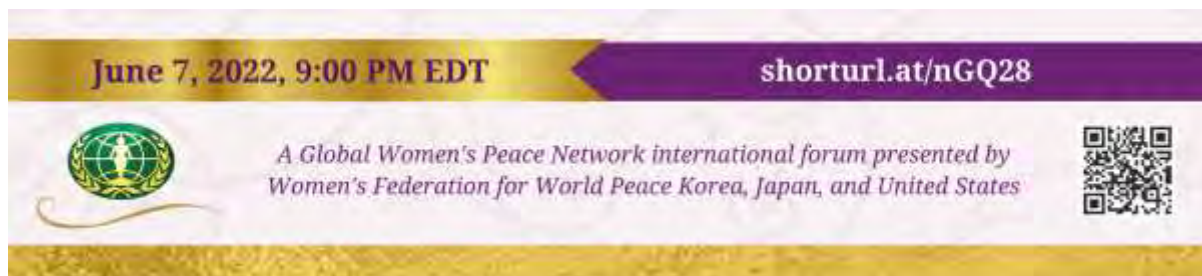 June 7, 2022, 9:00 PM EDT
shorturl.at/nGQ28
A Global Women's Peace Network international forum presented by
Women's Federation for World Peace Korea, Japan, and United States